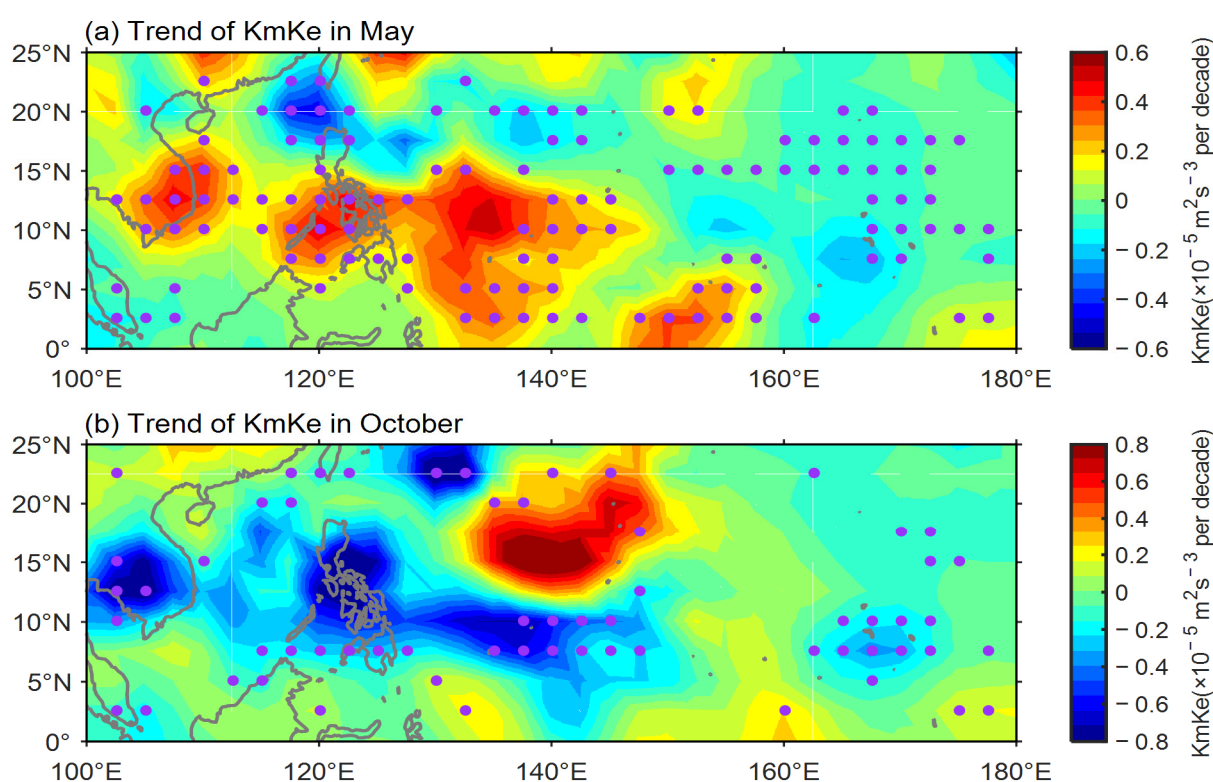 (a) Trend of KmKe in May
25°N
20°N
15°N
10°N
5°N
0°
100°E 120°E 140°E 160°E 180°E
0.6
0.4
0.2
0
− 0.2
− 0.4
− 0.6
KmKe(×10⁻⁵ m²s⁻³ per decade)
(b) Trend of KmKe in October
25°N
20°N
15°N
10°N
5°N
0°
100°E 120°E 140°E 160°E 180°E
0.8
0.6
0.4
0.2
0
− 0.2
− 0.4
− 0.6
− 0.8
KmKe(×10⁻⁵ m²s⁻³ per decade)